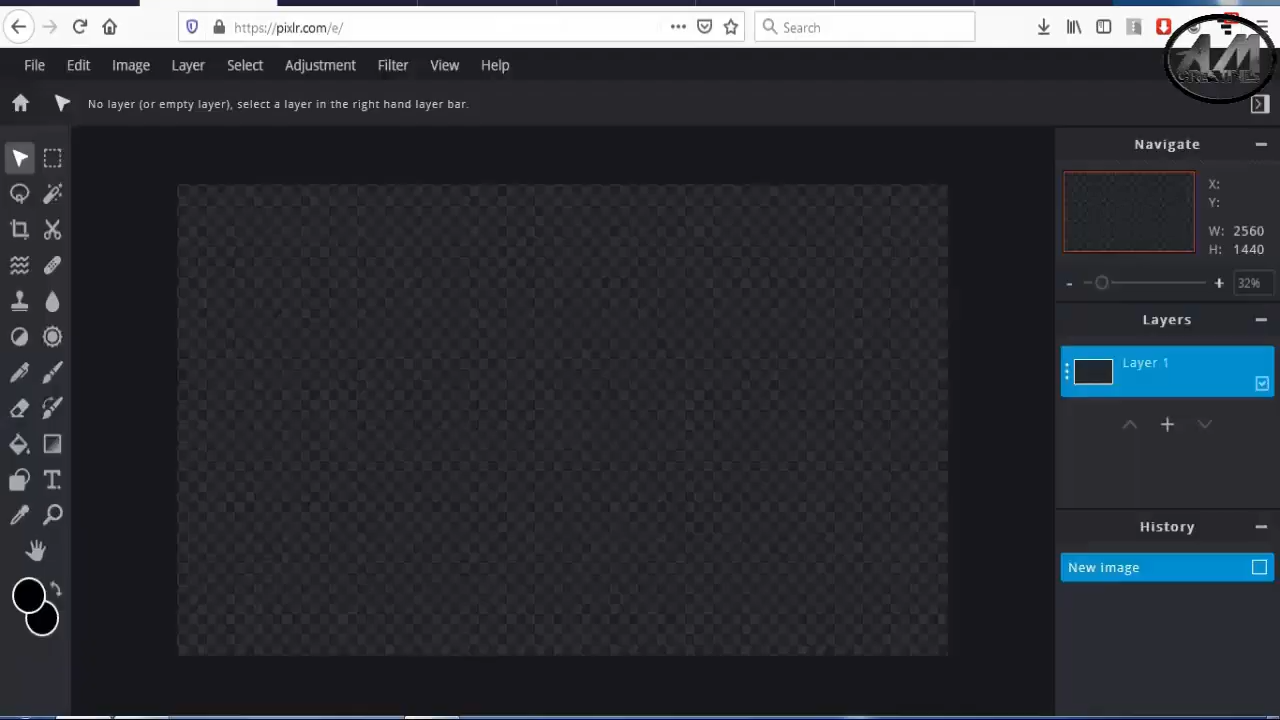 https://pixlr.com/e/
Search
File Edit Image Layer Select Adjustment Filter View Help
No layer (or empty layer), select a layer in the right hand layer bar.
Navigate
X:
Y:
W: 2560
H: 1440
- + 32%
Layers
Layer 1
History
New image
AM